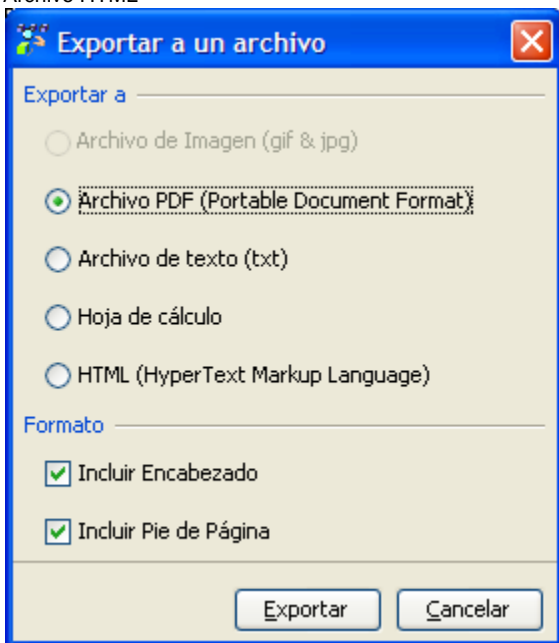 Archivo HTML
Exportar a un archivo
Exportar a
Archivo de Imagen (gif & jpg)
Archivo PDF (Portable Document Format)
Archivo de texto (txt)
Hoja de cálculo
HTML (HyperText Markup Language)
Formato
Incluir Encabezado
Incluir Pie de Página
Exportar Cancelar